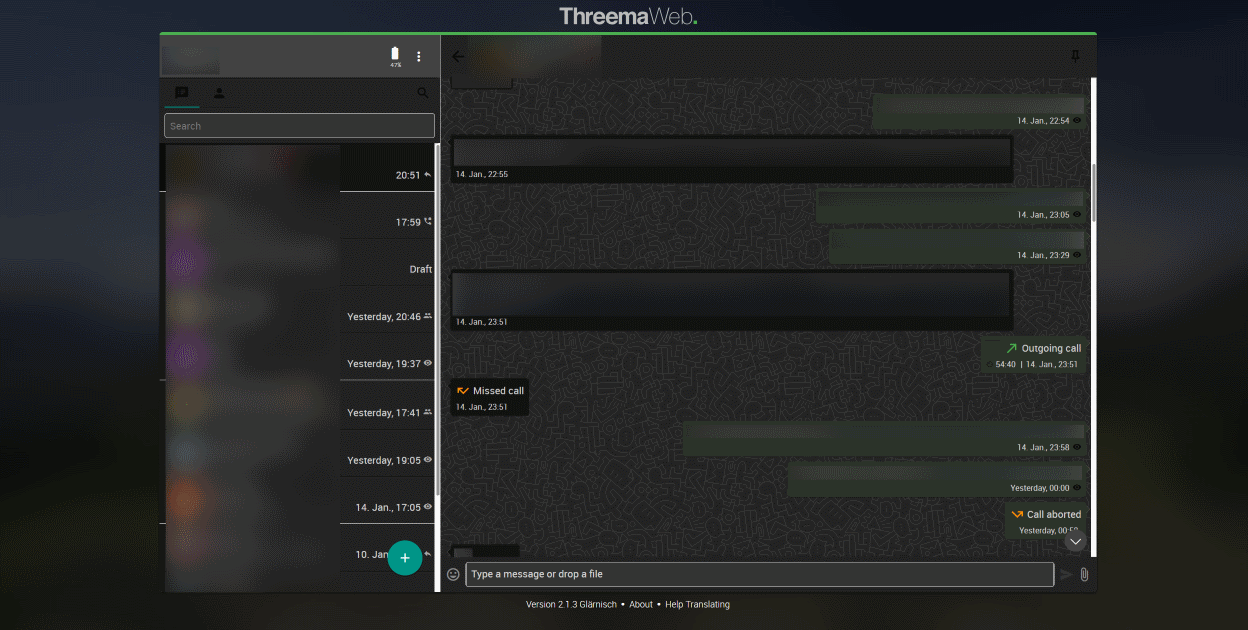 ThreemaWeb.
47%
Search
20:51
17:59
Draft
Yesterday, 20:46
Yesterday, 19:37
Yesterday, 17:41
Yesterday, 19:05
14. Jan., 17:05
10. Jan
+
14. Jan., 22:54
14. Jan., 22:55
14. Jan., 23:05
14. Jan., 23:29
14. Jan., 23:51
Outgoing call
54:40 | 14. Jan., 23:51
Missed call
14. Jan., 23:51
14. Jan., 23:58
Yesterday, 00:00
Call aborted
Yesterday,
Type a message or drop a file
Version 2.1.3 Glärnisch • About • Help Translating